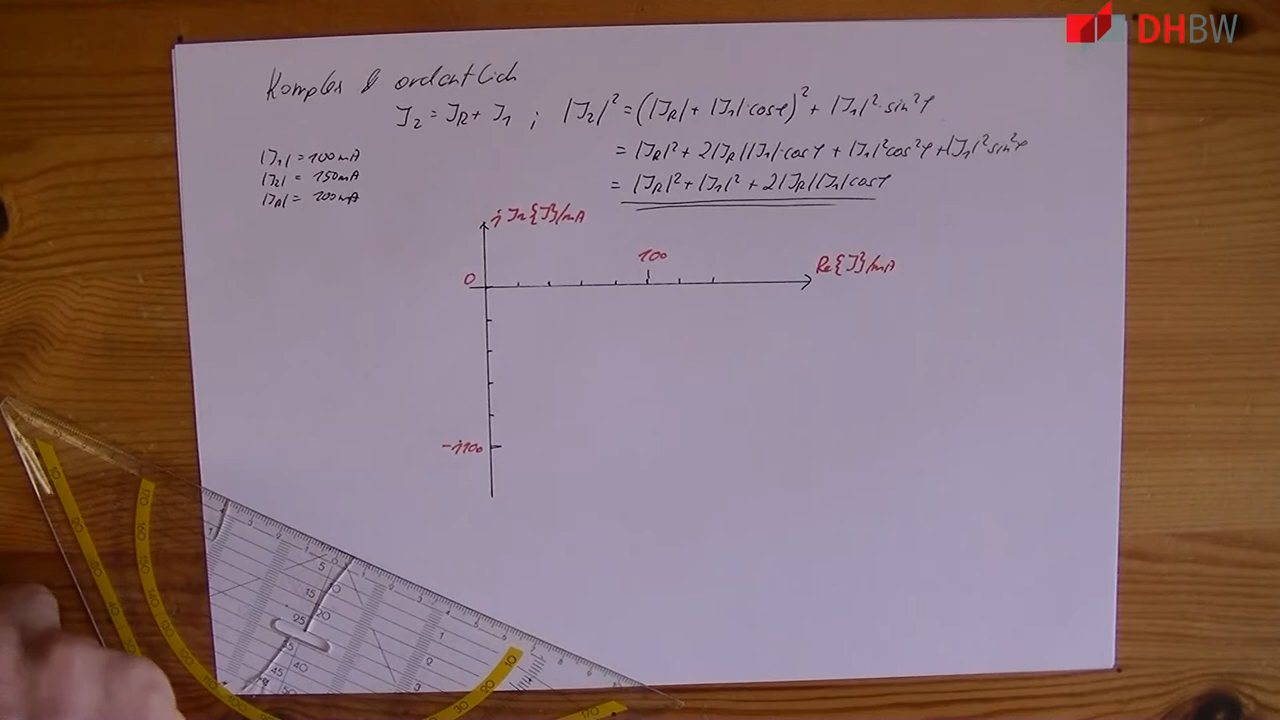 DHBW
Komplex & ordentlich
I2 = IR + I1 ; |I2|² = (|IR| + |I1|·cosφ)² + |I1|²·sin²φ
= |IR|² + 2|IR||I1|·cosφ + |I1|²cos²φ + |I1|²sin²φ
= |IR|² + |I1|² + 2|IR||I1|cosφ
|I1| = 100mA
|I2| = 150mA
|IR| = 100mA
j Im{I}/mA
100
0
Re{I}/mA
-j100